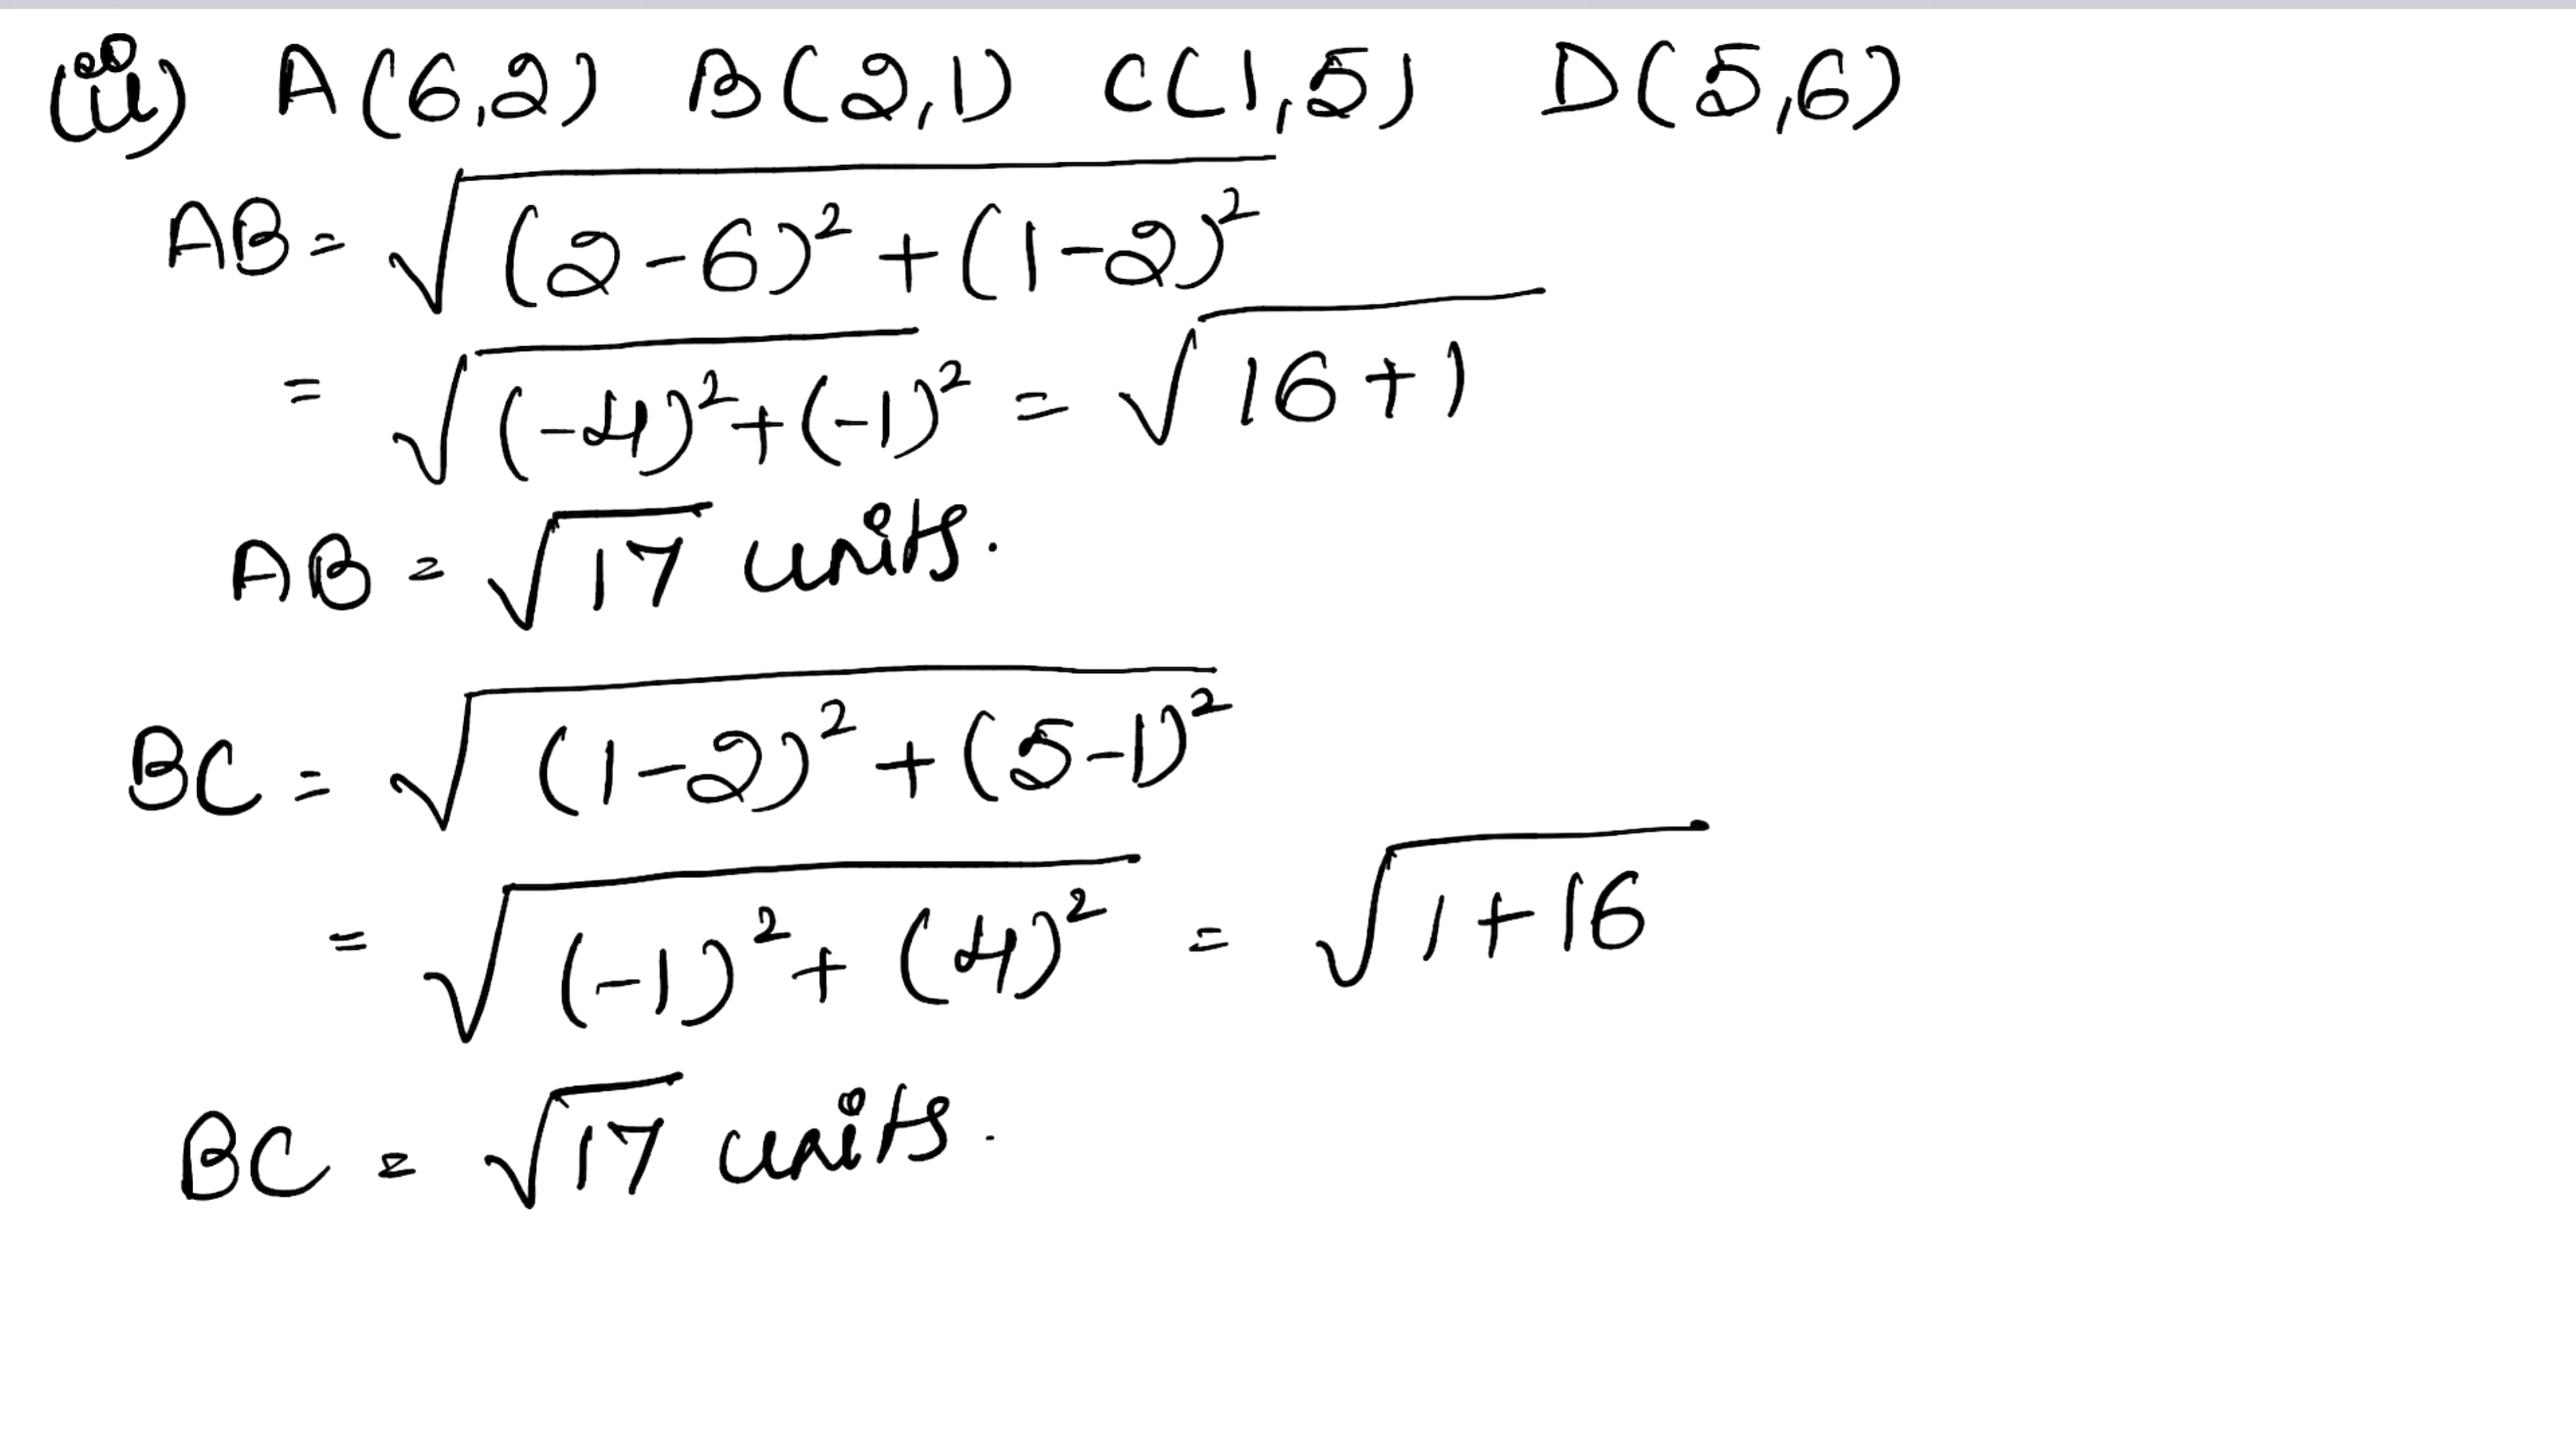 (ii) A(6,2) B(2,1) C(1,5) D(5,6)
AB = √(2-6)² + (1-2)²
= √(-4)² + (-1)² = √16+1
AB = √17 units.
BC = √(1-2)² + (5-1)²
= √(-1)² + (4)² = √1+16
BC = √17 units.